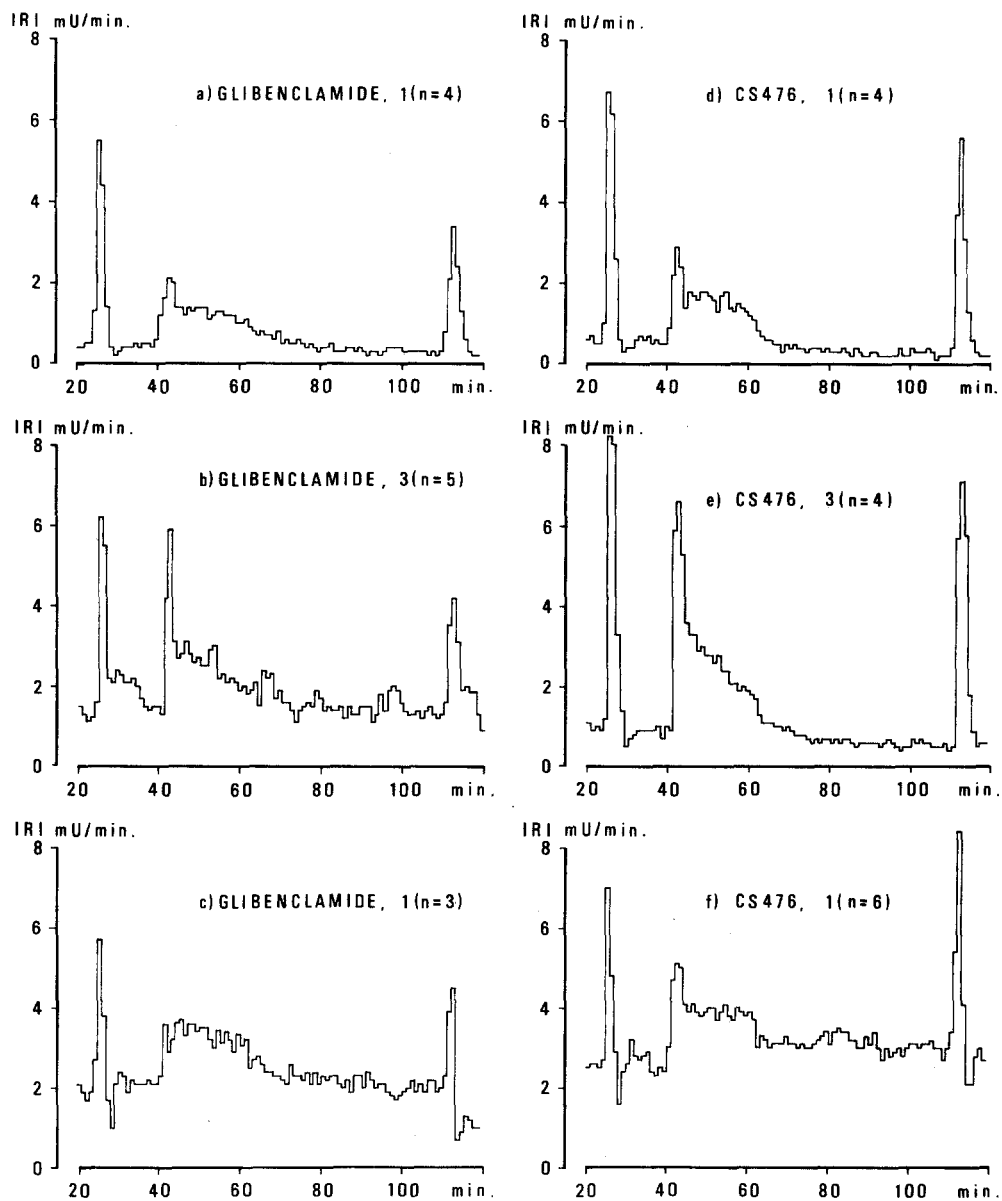 IRI mU/min.
8
6
4
2
0
a) GLIBENCLAMIDE, 1(n=4)
20 40 60 80 100 min.
IRI mU/min.
8
6
4
2
0
d) CS476, 1(n=4)
20 40 60 80 100 min.
IRI mU/min.
8
6
4
2
0
b) GLIBENCLAMIDE, 3(n=5)
20 40 60 80 100 min.
IRI mU/min.
8
6
4
2
0
e) CS476, 3(n=4)
20 40 60 80 100 min.
IRI mU/min.
8
6
4
2
0
c) GLIBENCLAMIDE, 1(n=3)
20 40 60 80 100 min.
IRI mU/min.
8
6
4
2
0
f) CS476, 1(n=6)
20 40 60 80 100 min.